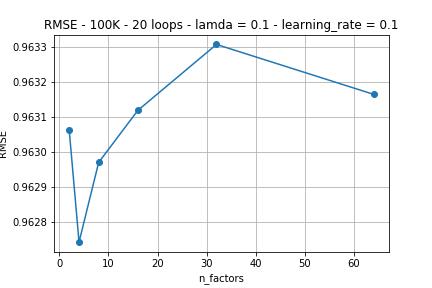 RMSE - 100K - 20 loops - lamda = 0.1 - learning_rate = 0.1
0.9633
0.9632
0.9631
0.9630
0.9629
0.9628
RMSE
0 10 20 30 40 50 60
n_factors